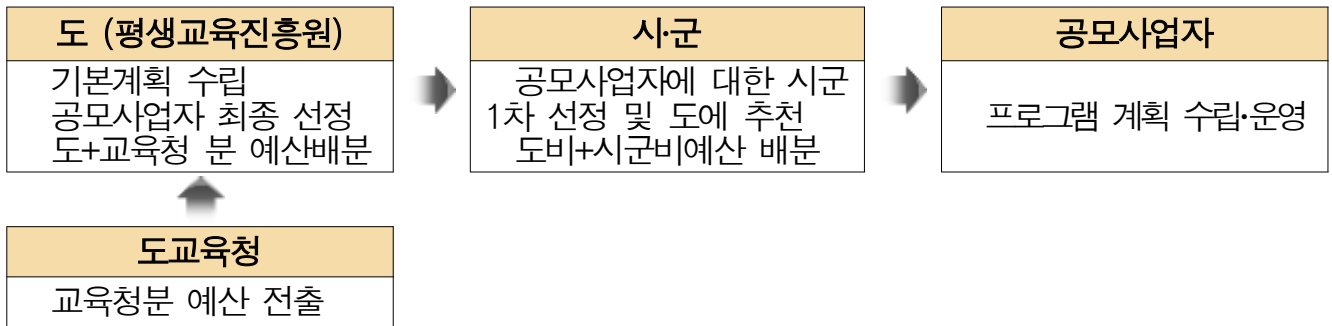 도 (평생교육진흥원)
기본계획 수립
공모사업자 최종 선정
도+교육청 분 예산배분
시·군
공모사업자에 대한 시군
1차 선정 및 도에 추천
도비+시군비예산 배분
공모사업자
프로그램 계획 수립·운영
도교육청
교육청분 예산 전출